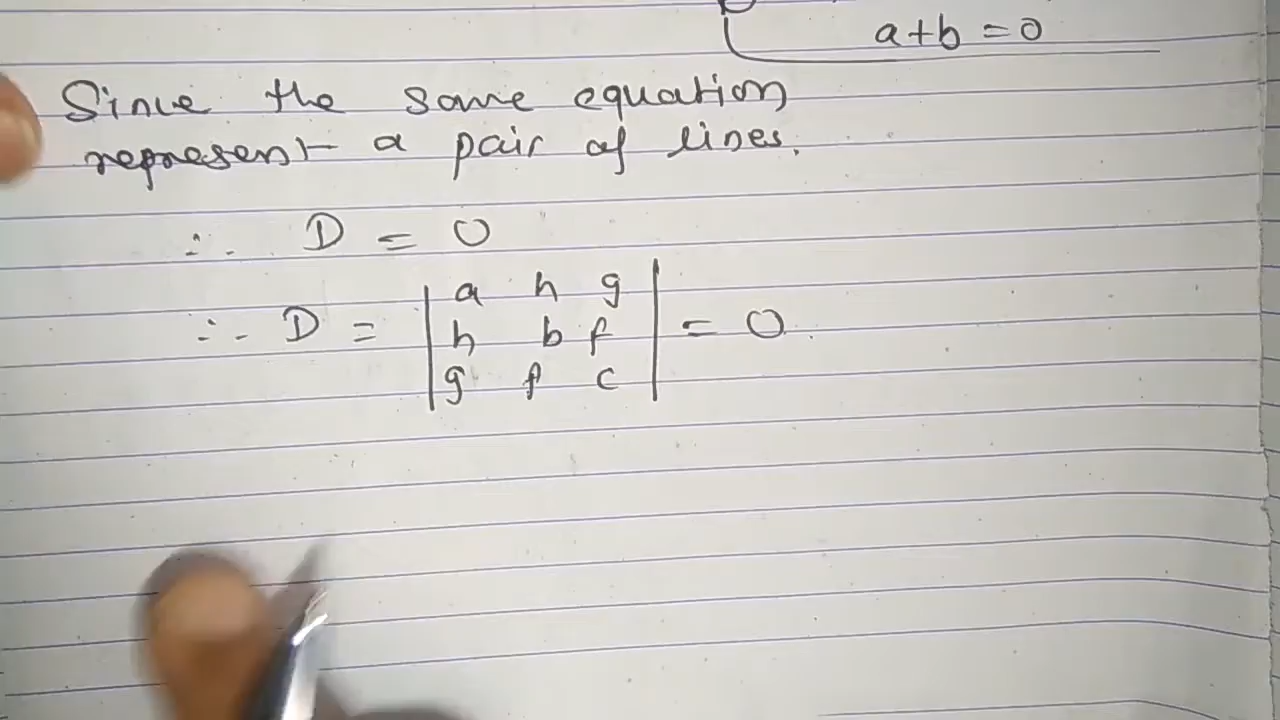 a+b=0
Since the same equation
represent a pair of lines.
∴ D = 0
∴ D = | a h g | = 0
| h b f |
| g f c |